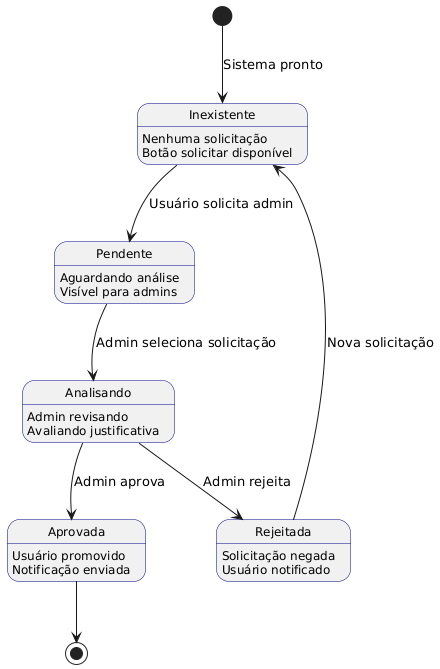 Sistema pronto
Inexistente
Nenhuma solicitação
Botão solicitar disponível
Usuário solicita admin
Pendente
Aguardando análise
Visível para admins
Admin seleciona solicitação
Nova solicitação
Analisando
Admin revisando
Avaliando justificativa
Admin aprova
Admin rejeita
Aprovada
Usuário promovido
Notificação enviada
Rejeitada
Solicitação negada
Usuário notificado